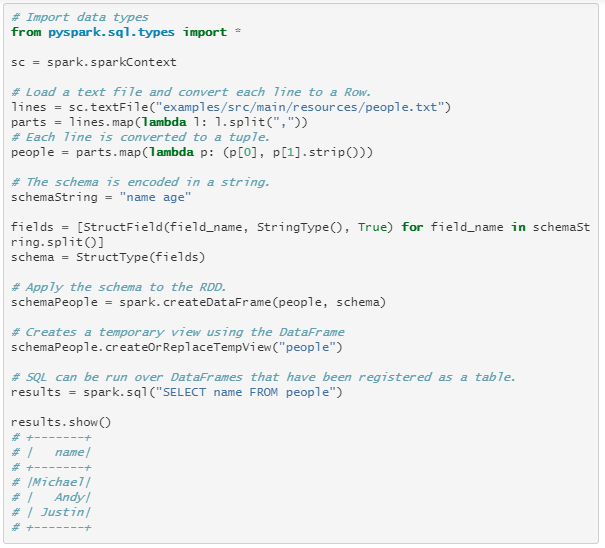 # Import data types
from pyspark.sql.types import *
sc = spark.sparkContext
# Load a text file and convert each line to a Row.
lines = sc.textFile("examples/src/main/resources/people.txt")
parts = lines.map(lambda l: l.split(","))
# Each line is converted to a tuple.
people = parts.map(lambda p: (p[0], p[1].strip()))
# The schema is encoded in a string.
schemaString = "name age"
fields = [StructField(field_name, StringType(), True) for field_name in schemaSt
ring.split()]
schema = StructType(fields)
# Apply the schema to the RDD.
schemaPeople = spark.createDataFrame(people, schema)
# Creates a temporary view using the DataFrame
schemaPeople.createOrReplaceTempView("people")
# SQL can be run over DataFrames that have been registered as a table.
results = spark.sql("SELECT name FROM people")
results.show()
# +-------+
# |   name|
# +-------+
# |Michael|
# |   Andy|
# | Justin|
# +-------+